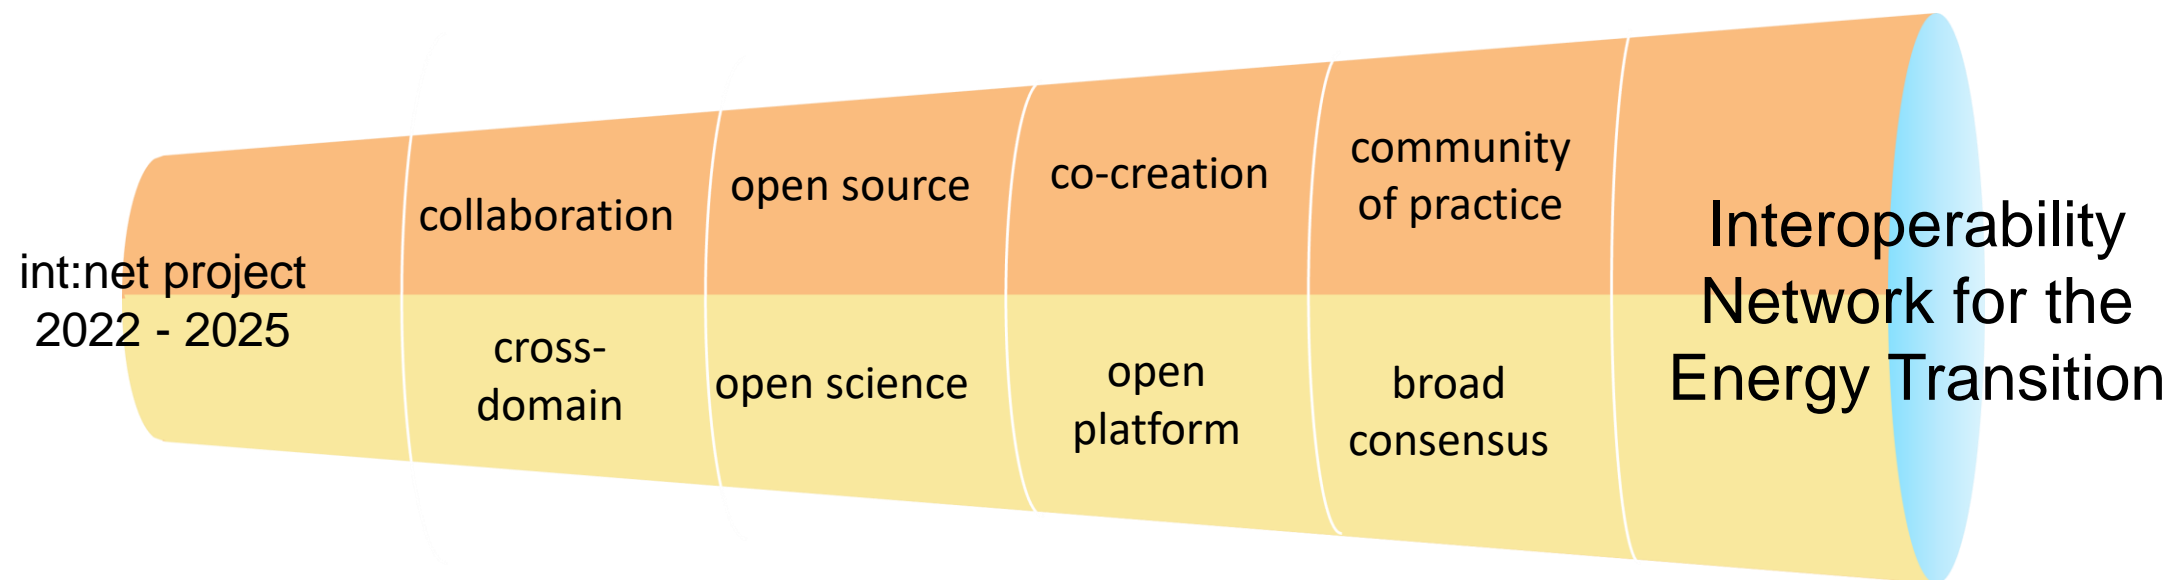 int:net project
2022 - 2025
collaboration
cross-
domain
open source
open science
co-creation
open
platform
community
of practice
broad
consensus
Interoperability
Network for the
Energy Transition